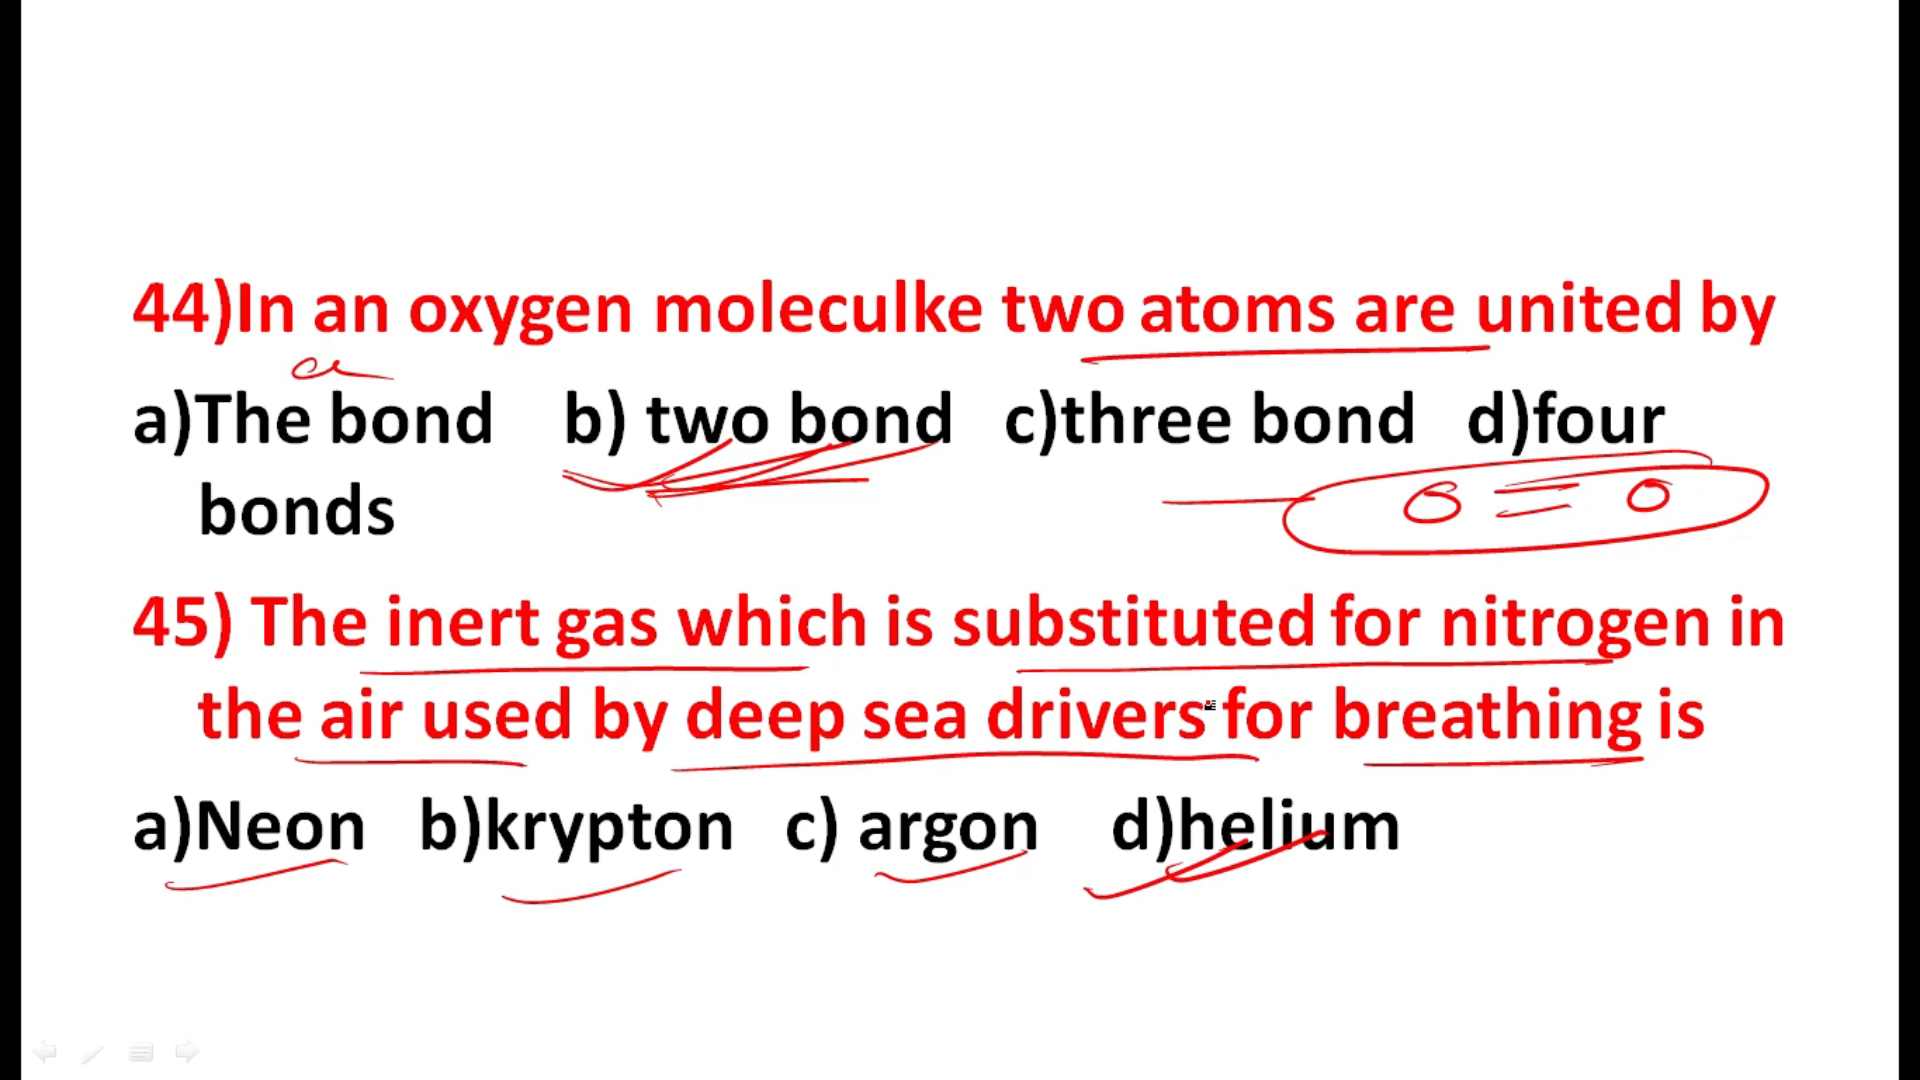 44)In an oxygen moleculke two atoms are united by
a)The bond b) two bond c)three bond d)four
bonds
O = O
45) The inert gas which is substituted for nitrogen in
the air used by deep sea drivers for breathing is
a)Neon b)krypton c) argon d)helium